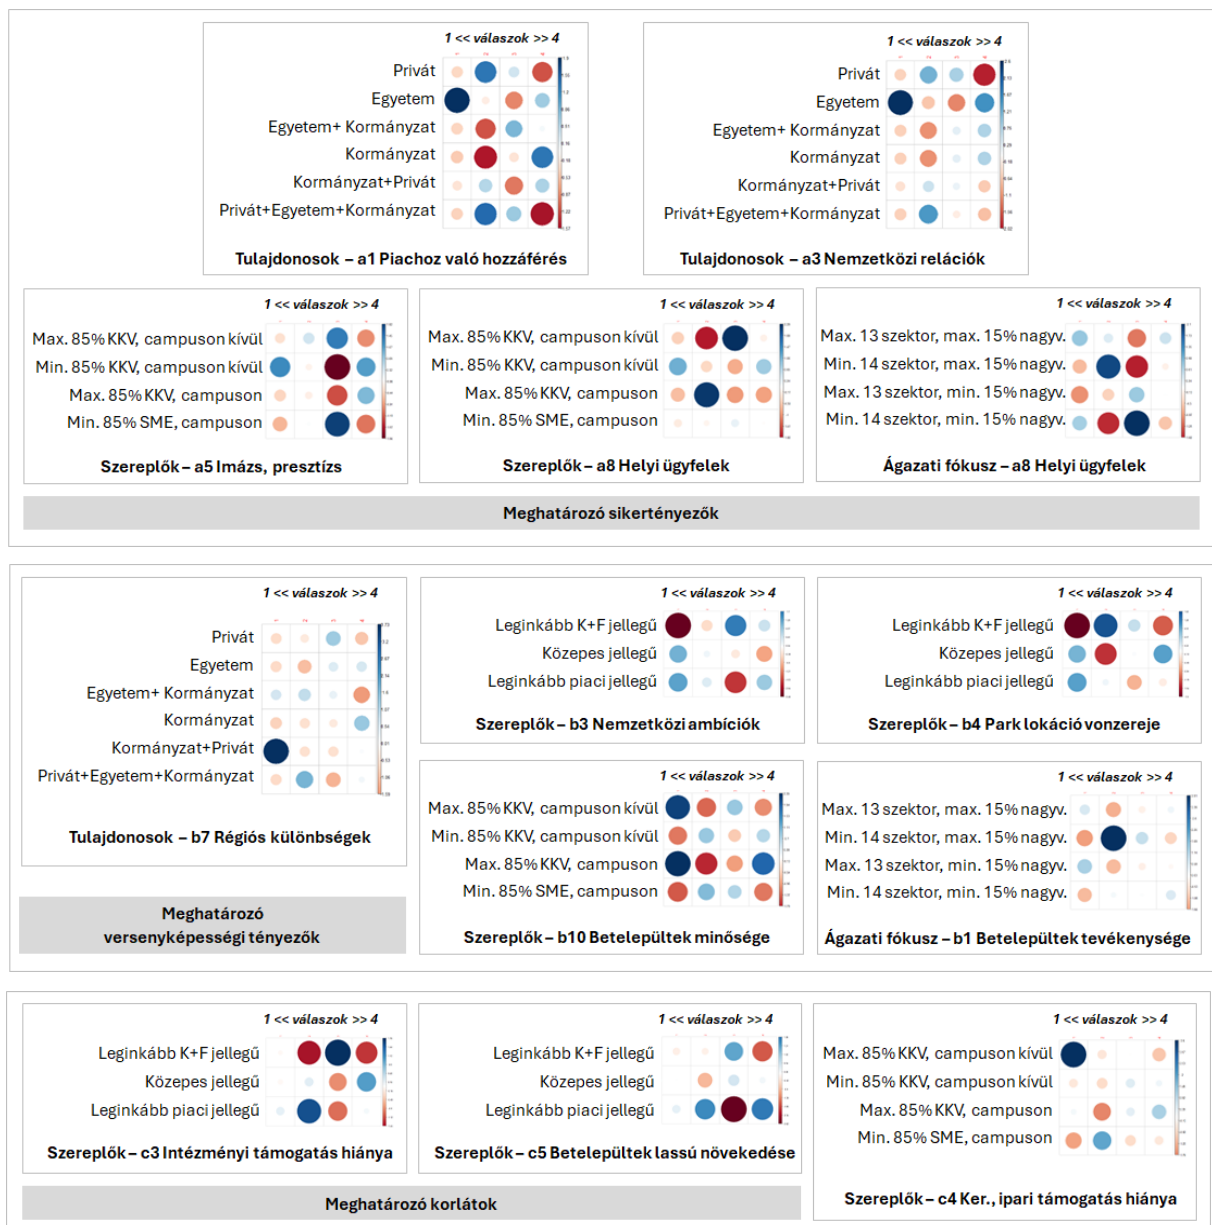 1 << válaszok >> 4
Privát
Egyetem
Egyetem+ Kormányzat
Kormányzat
Kormányzat+Privát
Privát+Egyetem+Kormányzat
Tulajdonosok – a1 Piachoz való hozzáférés
1 << válaszok >> 4
Privát
Egyetem
Egyetem+ Kormányzat
Kormányzat
Kormányzat+Privát
Privát+Egyetem+Kormányzat
Tulajdonosok – a3 Nemzetközi relációk
1 << válaszok >> 4
Max. 85% KKV, campuson kívül
Min. 85% KKV, campuson kívül
Max. 85% KKV, campuson
Min. 85% SME, campuson
Szereplők – a5 Imázs, presztízs
1 << válaszok >> 4
Max. 85% KKV, campuson kívül
Min. 85% KKV, campuson kívül
Max. 85% KKV, campuson
Min. 85% SME, campuson
Szereplők – a8 Helyi ügyfelek
1 << válaszok >> 4
Max. 13 szektor, max. 15% nagyv.
Min. 14 szektor, max. 15% nagyv.
Max. 13 szektor, min. 15% nagyv.
Min. 14 szektor, min. 15% nagyv.
Ágazati fókusz – a8 Helyi ügyfelek
Meghatározó sikertényezők
1 << válaszok >> 4
Privát
Egyetem
Egyetem+ Kormányzat
Kormányzat
Kormányzat+Privát
Privát+Egyetem+Kormányzat
Tulajdonosok – b7 Régiós különbségek
Meghatározó
versenyképességi tényezők
1 << válaszok >> 4
Leginkább K+F jellegű
Közepes jellegű
Leginkább piaci jellegű
Szereplők – b3 Nemzetközi ambíciók
1 << válaszok >> 4
Leginkább K+F jellegű
Közepes jellegű
Leginkább piaci jellegű
Szereplők – b4 Park lokáció vonzereje
1 << válaszok >> 4
Max. 85% KKV, campuson kívül
Min. 85% KKV, campuson kívül
Max. 85% KKV, campuson
Min. 85% SME, campuson
Szereplők – b10 Betelepültek minősége
1 << válaszok >> 4
Max. 13 szektor, max. 15% nagyv.
Min. 14 szektor, max. 15% nagyv.
Max. 13 szektor, min. 15% nagyv.
Min. 14 szektor, min. 15% nagyv.
Ágazati fókusz – b1 Betelepültek tevékenysége
1 << válaszok >> 4
Leginkább K+F jellegű
Közepes jellegű
Leginkább piaci jellegű
Szereplők – c3 Intézményi támogatás hiánya
1 << válaszok >> 4
Leginkább K+F jellegű
Közepes jellegű
Leginkább piaci jellegű
Szereplők – c5 Betelepültek lassú növekedése
Meghatározó korlátok
1 << válaszok >> 4
Max. 85% KKV, campuson kívül
Min. 85% KKV, campuson kívül
Max. 85% KKV, campuson
Min. 85% SME, campuson
Szereplők – c4 Ker., ipari támogatás hiánya